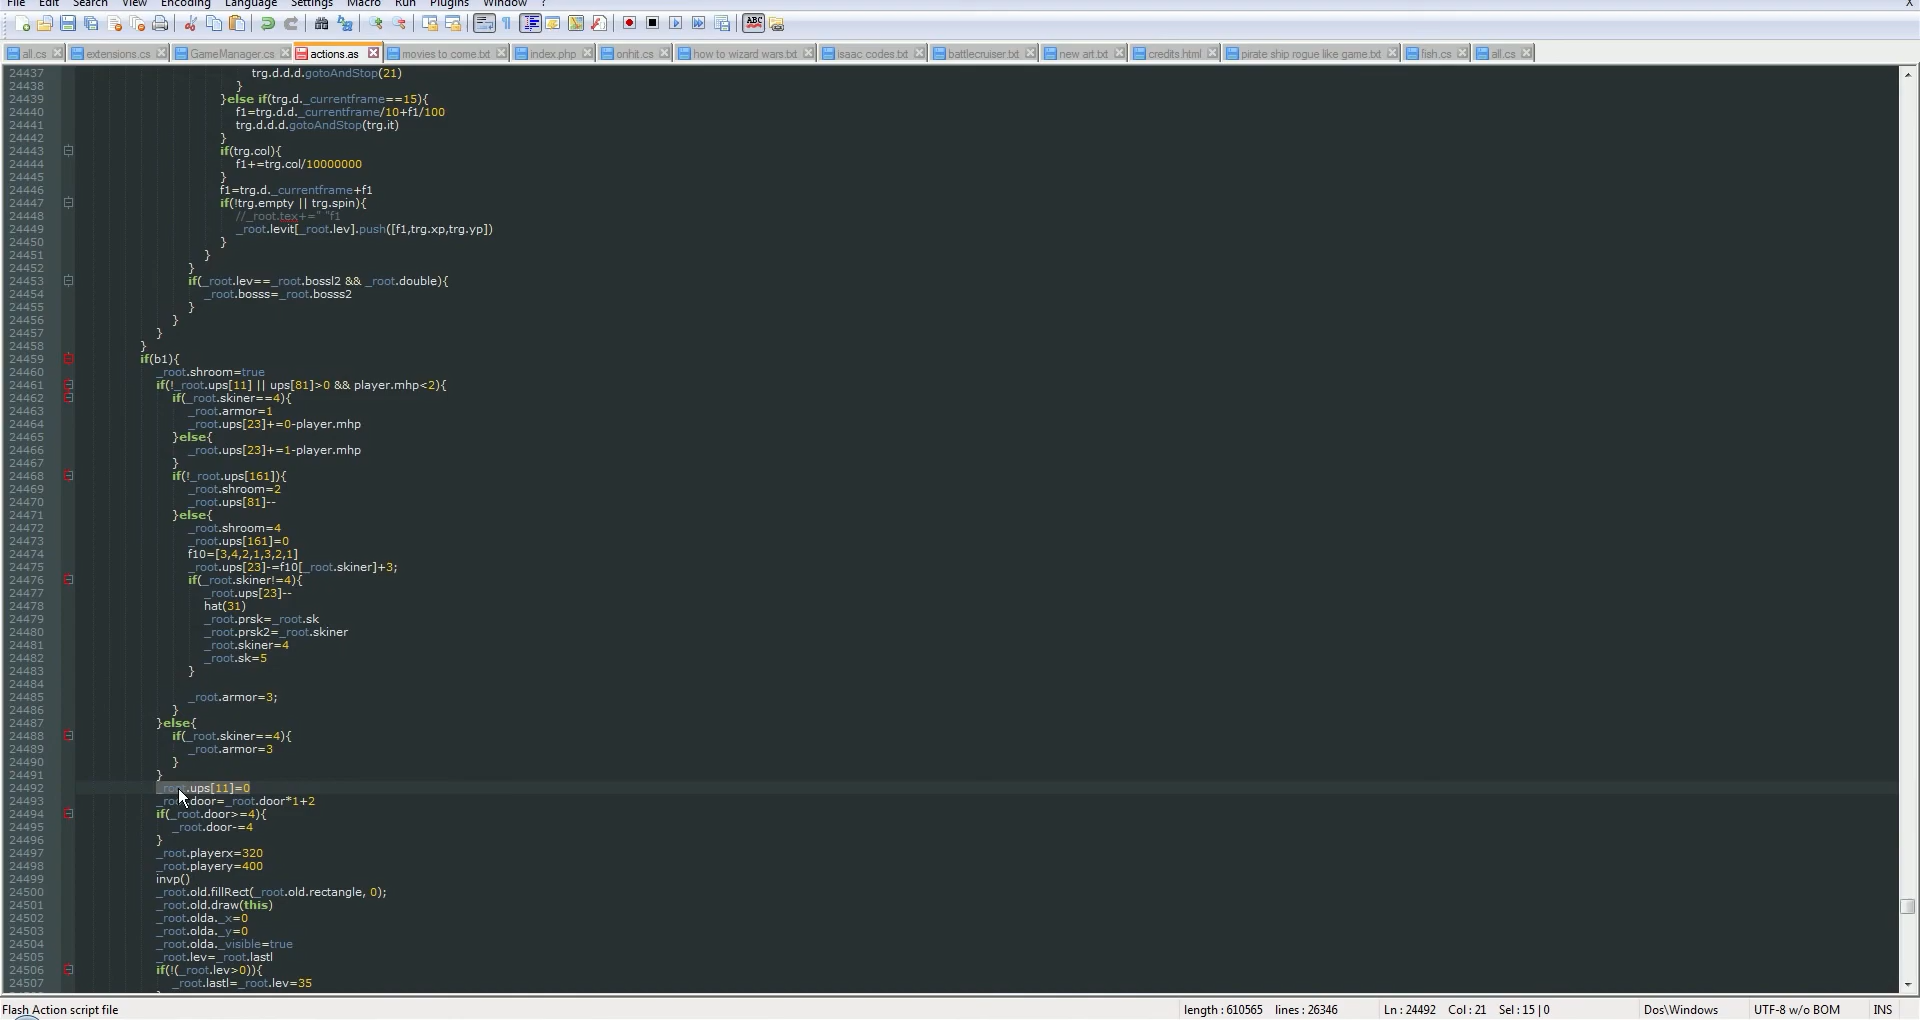 File Edit Search View Encoding Language Settings Macro Run Plugins Window ? X
ABC
all.cs extensions.cs GameManager.cs actions.as movies to come.txt index.php onhit.cs how to wizard wars.txt isaac codes.txt battlecruiser.txt new art.txt credits.html pirate ship rogue like game.txt fish.cs all.cs
24437 trg.d.d.d.gotoAndStop(21)
24438 }
24439 }else if(trg.d._currentframe==15){
24440 f1=trg.d.d._currentframe/10+f1/100
24441 trg.d.d.d.gotoAndStop(trg.it)
24442 }
24443 if(trg.col){
24444 f1+=trg.col/10000000
24445 }
24446 f1=trg.d._currentframe+f1
24447 if(!trg.empty || trg.spin){
24448 //_root.tex+=" "f1
24449 _root.levit[_root.lev].push([f1,trg.xp,trg.yp])
24450 }
24451 }
24452 }
24453 if(_root.lev==_root.bossl2 && _root.double){
24454 _root.bosss=_root.bosss2
24455 }
24456 }
24457 }
24458 }
24459 if(b1){
24460 _root.shroom=true
24461 if(!_root.ups[11] || ups[81]>0 && player.mhp<2){
24462 if(_root.skiner==4){
24463 _root.armor=1
24464 _root.ups[23]+=0-player.mhp
24465 }else{
24466 _root.ups[23]+=1-player.mhp
24467 }
24468 if(!_root.ups[161]){
24469 _root.shroom=2
24470 _root.ups[81]--
24471 }else{
24472 _root.shroom=4
24473 _root.ups[161]=0
24474 f10=[3,4,2,1,3,2,1]
24475 _root.ups[23]-=f10[_root.skiner]+3;
24476 if(_root.skiner!=4){
24477 _root.ups[23]--
24478 hat(31)
24479 _root.prsk=_root.sk
24480 _root.prsk2=_root.skiner
24481 _root.skiner=4
24482 _root.sk=5
24483 }
24484
24485 _root.armor=3;
24486 }
24487 }else{
24488 if(_root.skiner==4){
24489 _root.armor=3
24490 }
24491 }
24492 _root.ups[11]=0
24493 _root.door=_root.door*1+2
24494 if(_root.door>=4){
24495 _root.door-=4
24496 }
24497 _root.playerx=320
24498 _root.playery=400
24499 invp()
24500 _root.old.fillRect(_root.old.rectangle, 0);
24501 _root.old.draw(this)
24502 _root.olda._x=0
24503 _root.olda._y=0
24504 _root.olda._visible=true
24505 _root.lev=_root.lastl
24506 if(!(_root.lev>0)){
24507 _root.lastl=_root.lev=35
Flash Action script file length : 610565 lines : 26346 Ln : 24492 Col : 21 Sel : 15 | 0 Dos\Windows UTF-8 w/o BOM INS